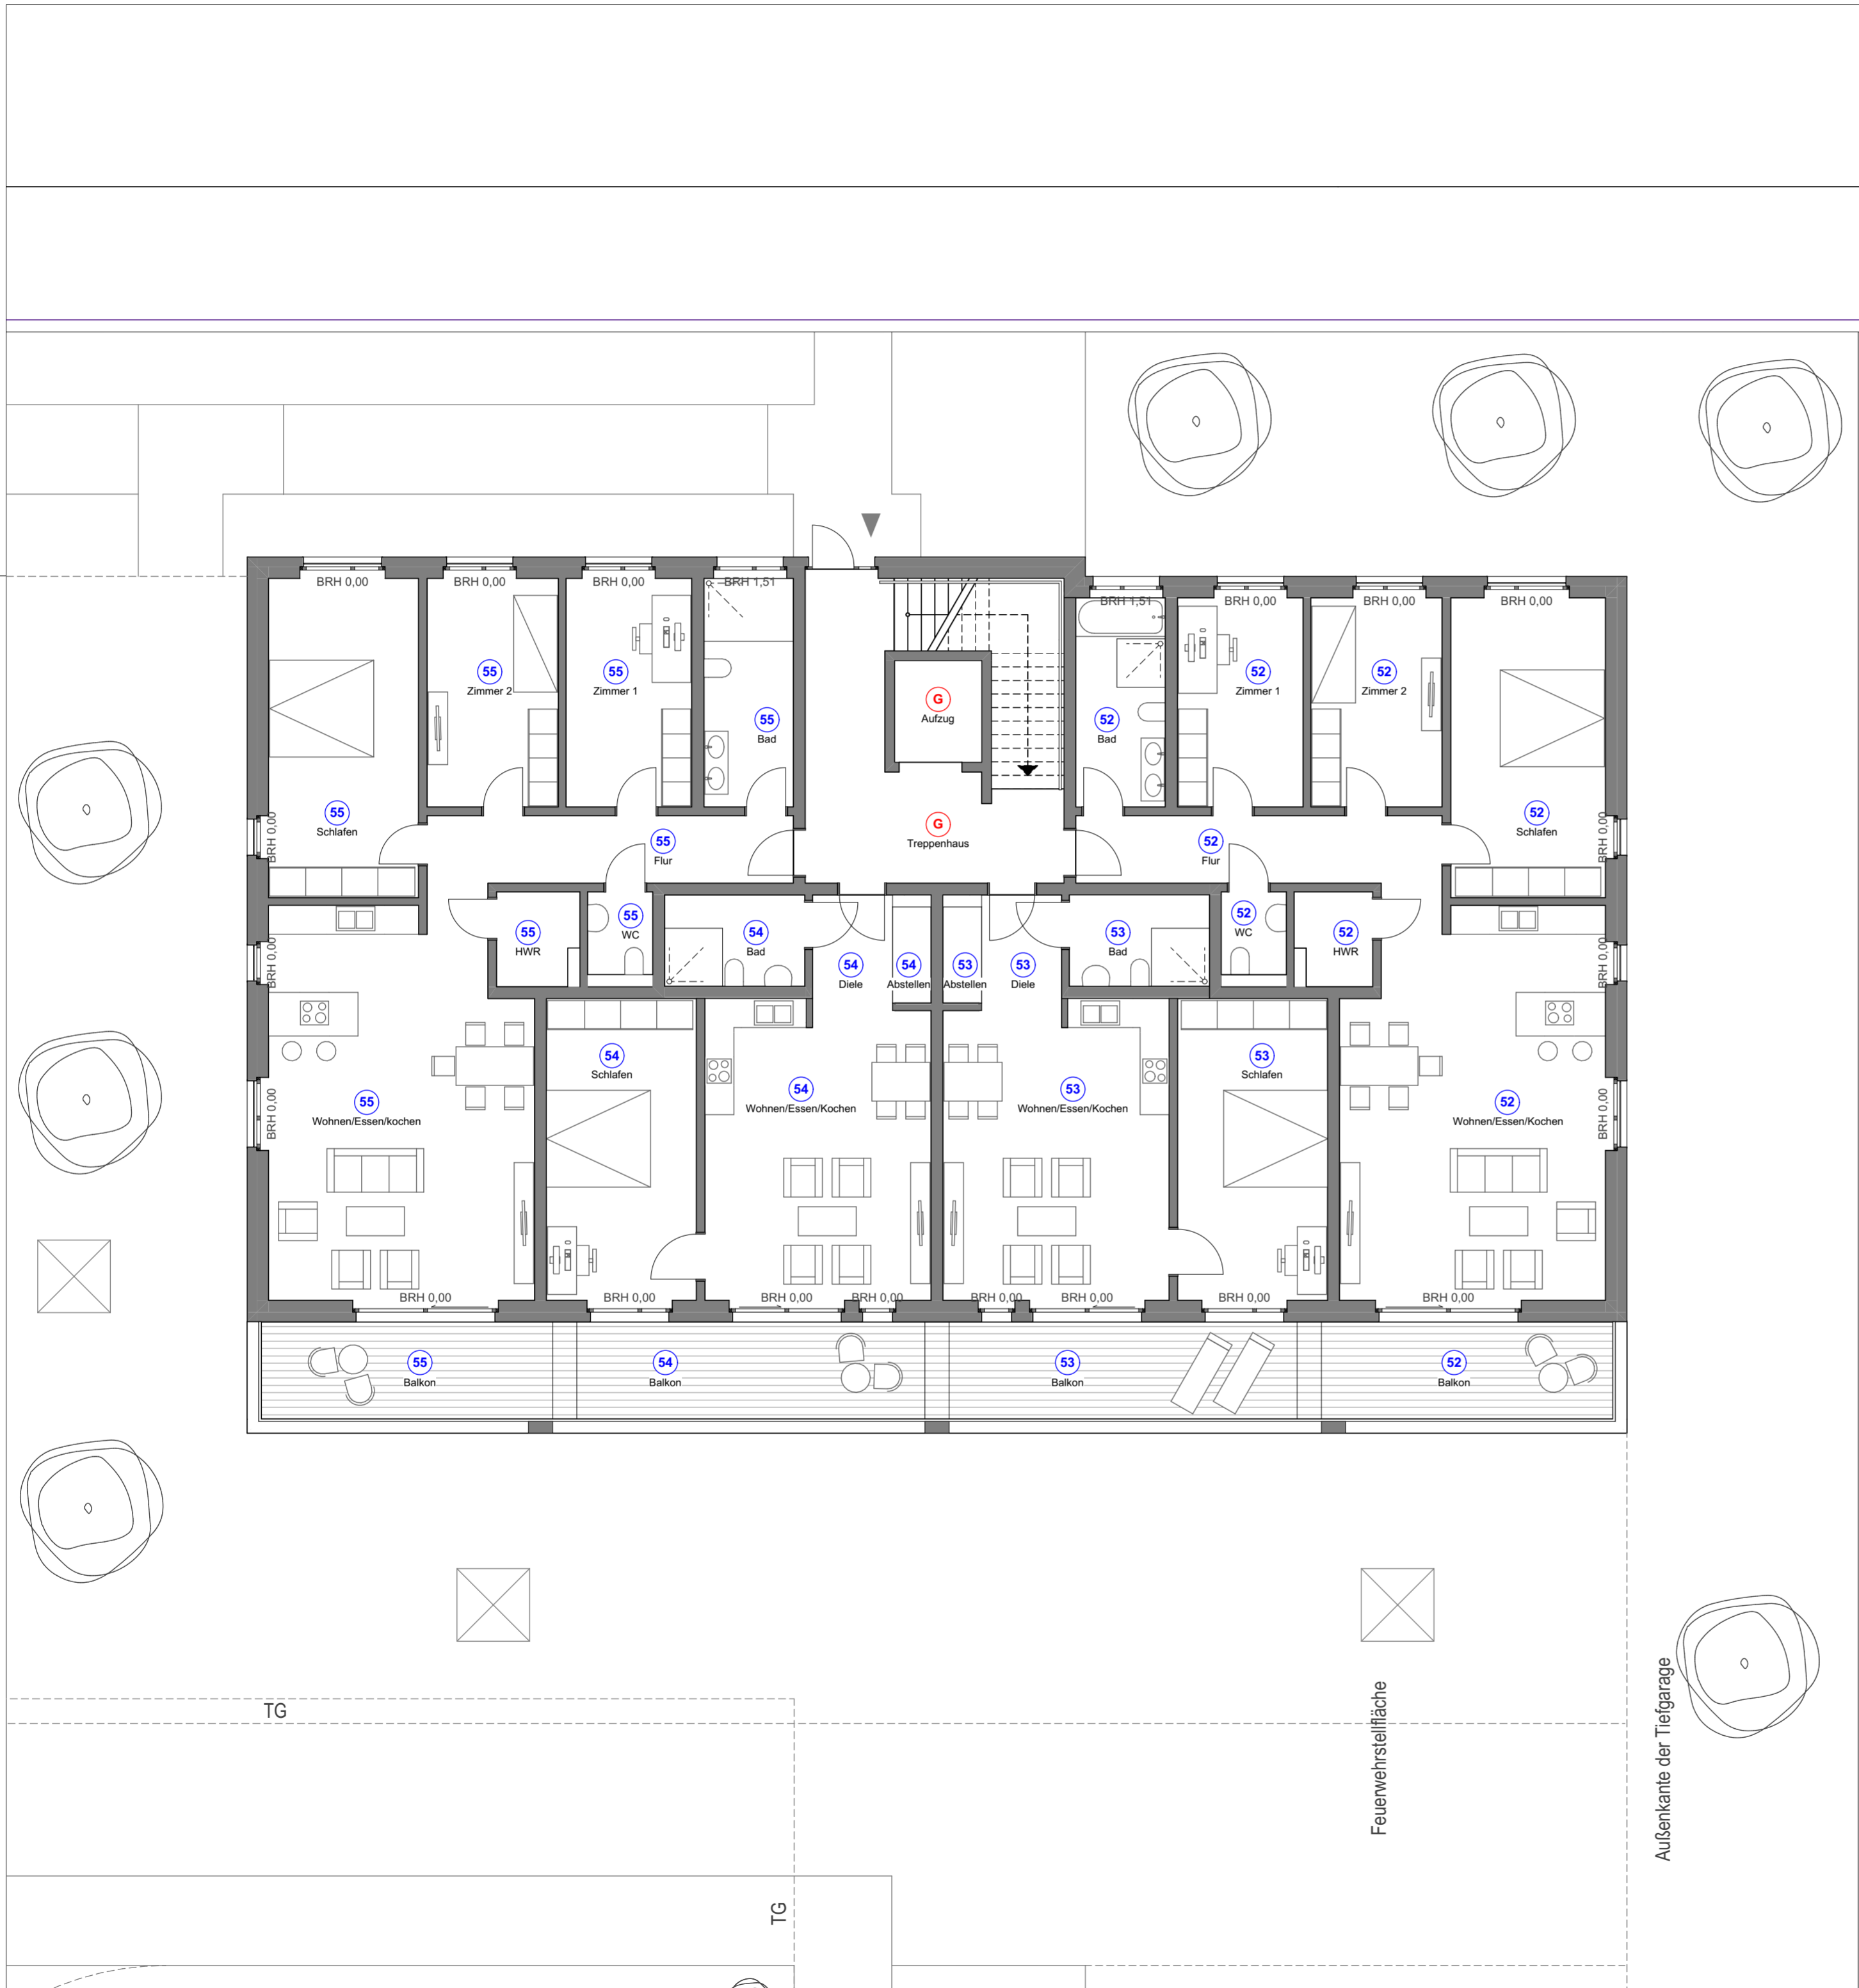 BRH 0,00
BRH 0,00
BRH 0,00
BRH 1,51
BRH 1,51
BRH 0,00
BRH 0,00
BRH 0,00
55
Zimmer 2
55
Zimmer 1
55
Bad
G
Aufzug
52
Bad
52
Zimmer 1
52
Zimmer 2
55
Schlafen
BRH 0,00
55
Flur
G
Treppenhaus
52
Flur
52
Schlafen
BRH 0,00
55
HWR
55
WC
54
Bad
54
Diele
54
Abstellen
53
Abstellen
53
Diele
53
Bad
52
WC
52
HWR
BRH 0,00
BRH 0,00
55
Wohnen/Essen/kochen
54
Schlafen
54
Wohnen/Essen/Kochen
53
Wohnen/Essen/Kochen
53
Schlafen
52
Wohnen/Essen/Kochen
BRH 0,00
BRH 0,00
BRH 0,00
BRH 0,00
BRH 0,00
BRH 0,00
BRH 0,00
BRH 0,00
BRH 0,00
BRH 0,00
55
Balkon
54
Balkon
53
Balkon
52
Balkon
TG
Feuerwehrstellfläche
Außenkante der Tiefgarage
TG